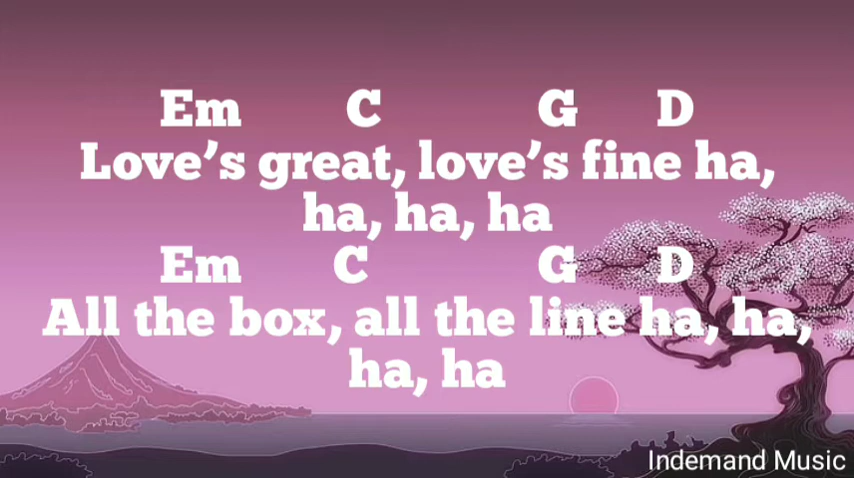 Em C G D
Love’s great, love’s fine ha,
ha, ha, ha
Em C G D
All the box, all the line ha, ha,
ha, ha
Indemand Music